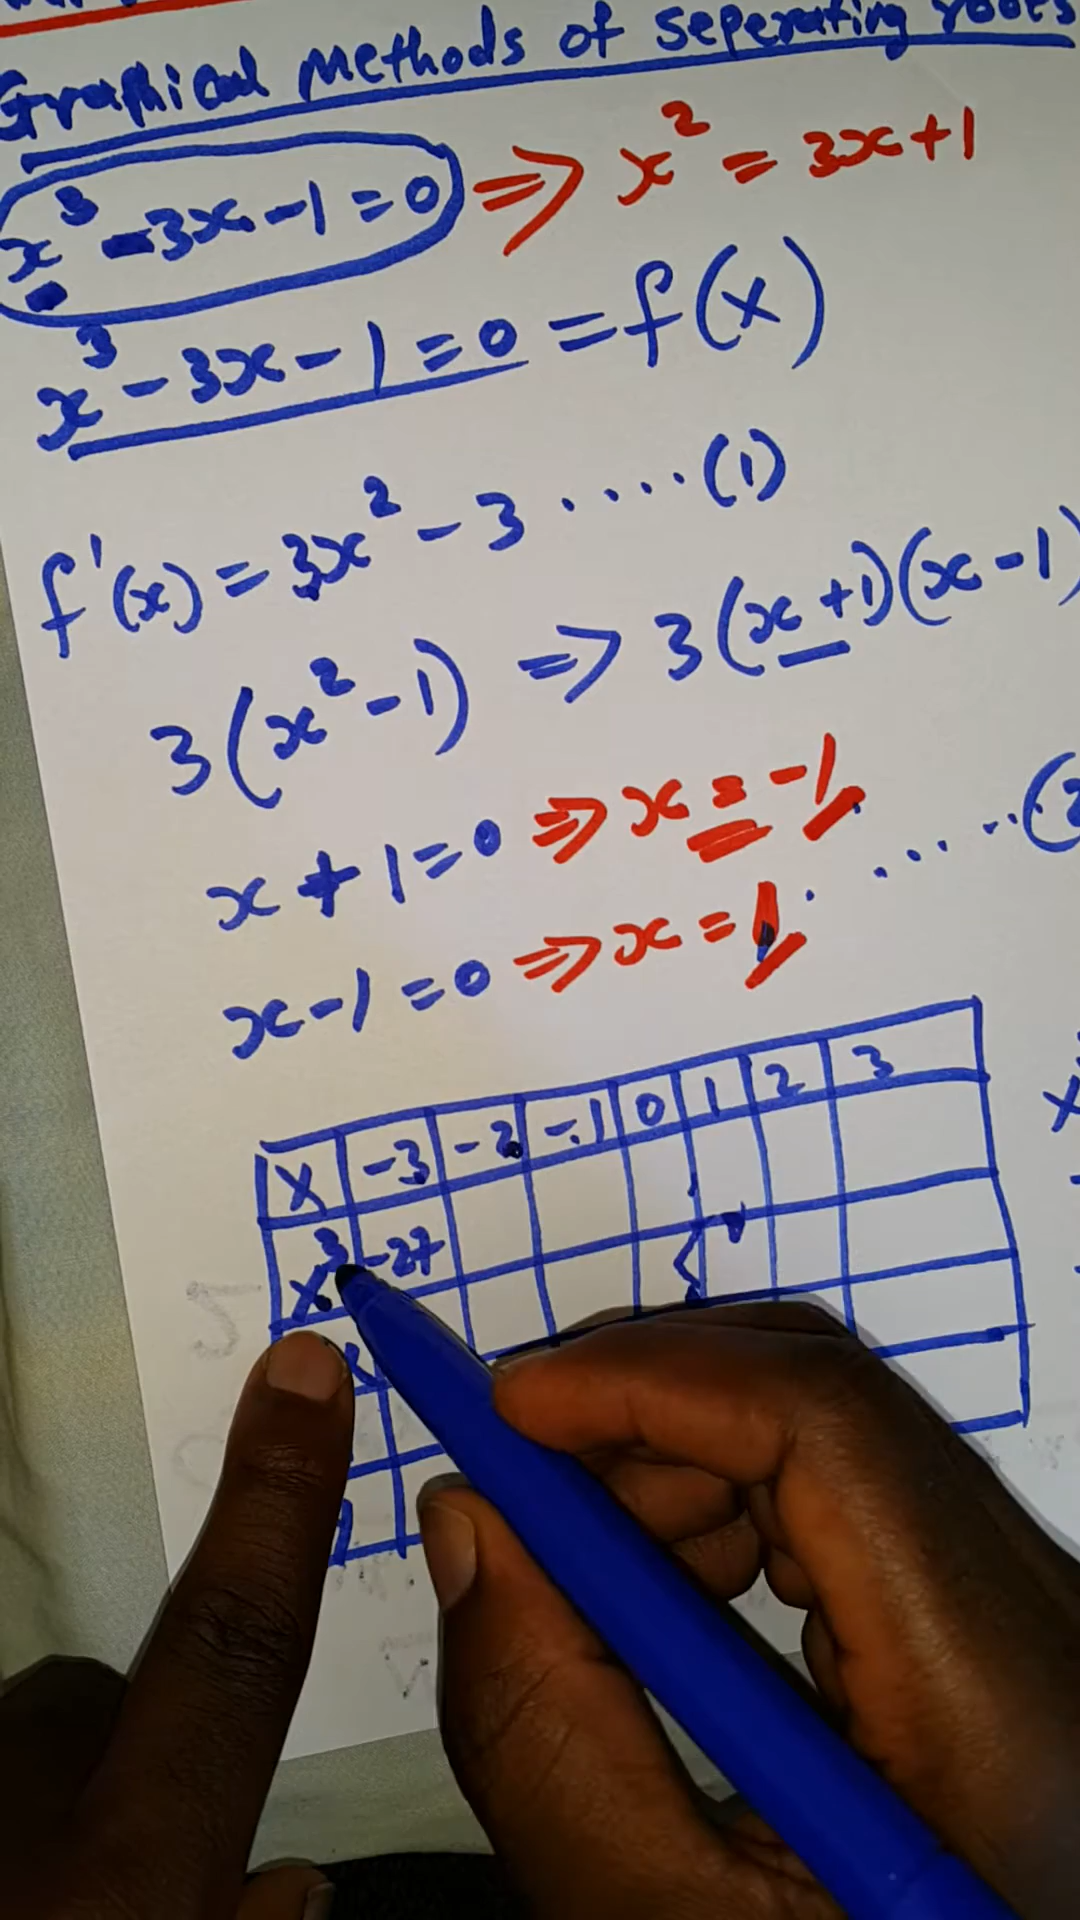 Graphical methods of seperating roots
x³ - 3x - 1 = 0 => x² = 3x + 1
x³ - 3x - 1 = 0 = f(x)
f'(x) = 3x² - 3 ..... (1)
3(x² - 1) => 3(x + 1)(x - 1)
x + 1 = 0 => x = -1
x - 1 = 0 => x = 1 ..... (2
X -3 -2 -1 0 1 2 3
X³ -27